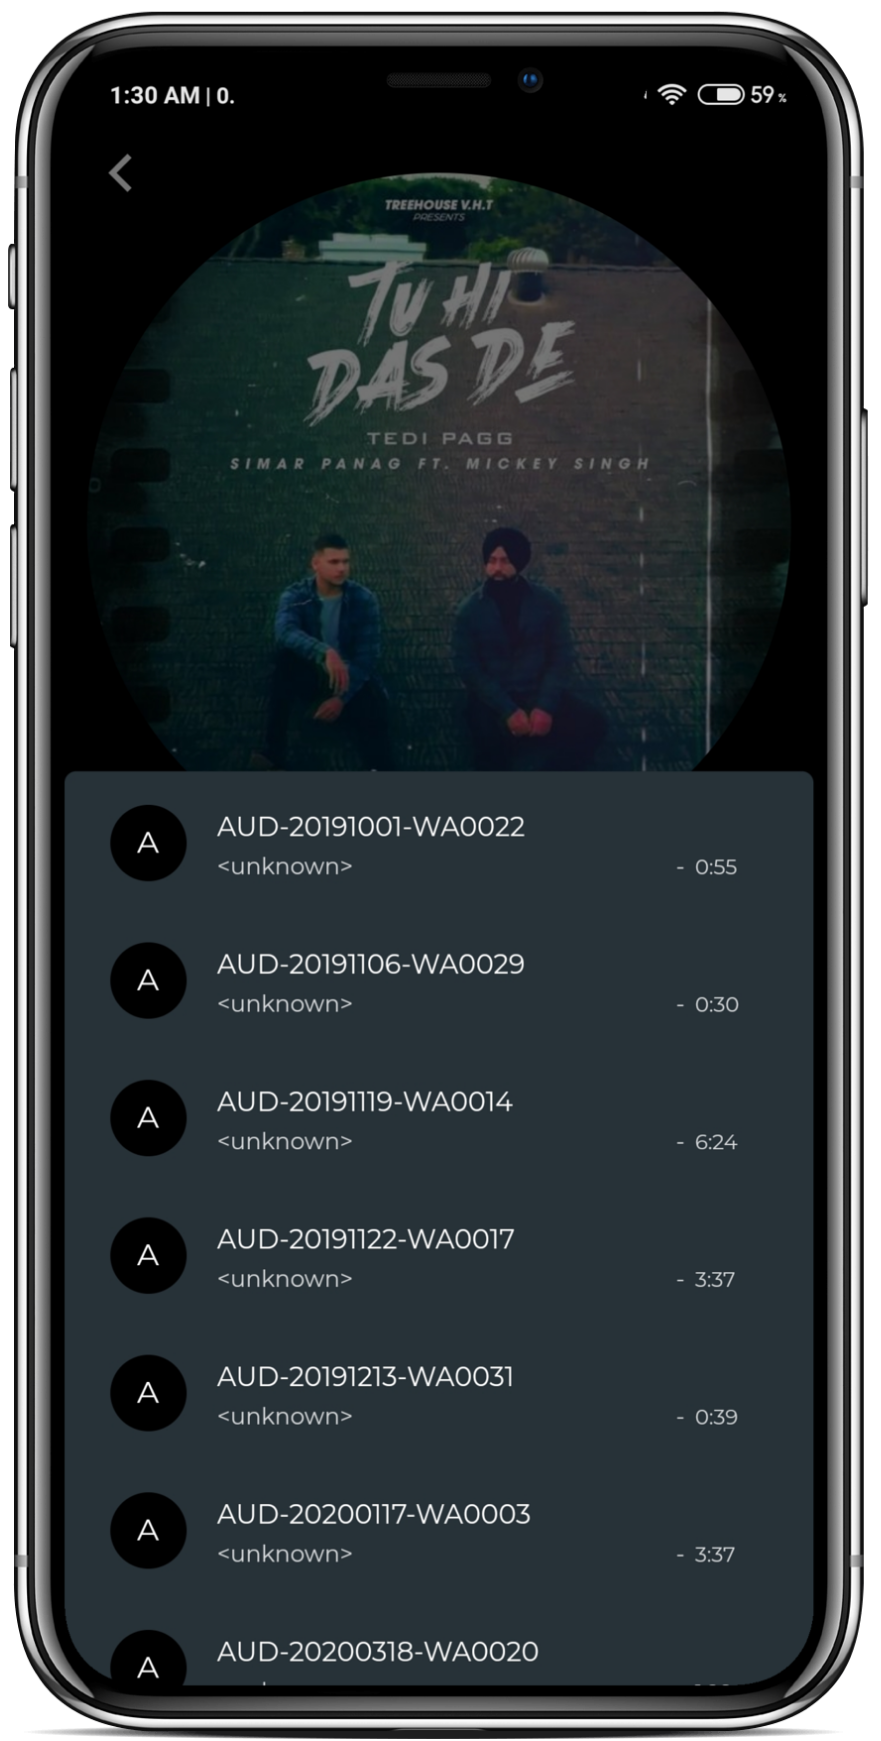 1:30 AM | 0.
59 %
TREEHOUSE V.H.T
PRESENTS
TU HI
DAS DE
TEDI PAGG
SIMAR PANAG FT. MICKEY SINGH
A
AUD-20191001-WA0022
<unknown> - 0:55
A
AUD-20191106-WA0029
<unknown> - 0:30
A
AUD-20191119-WA0014
<unknown> - 6:24
A
AUD-20191122-WA0017
<unknown> - 3:37
A
AUD-20191213-WA0031
<unknown> - 0:39
A
AUD-20200117-WA0003
<unknown> - 3:37
A
AUD-20200318-WA0020